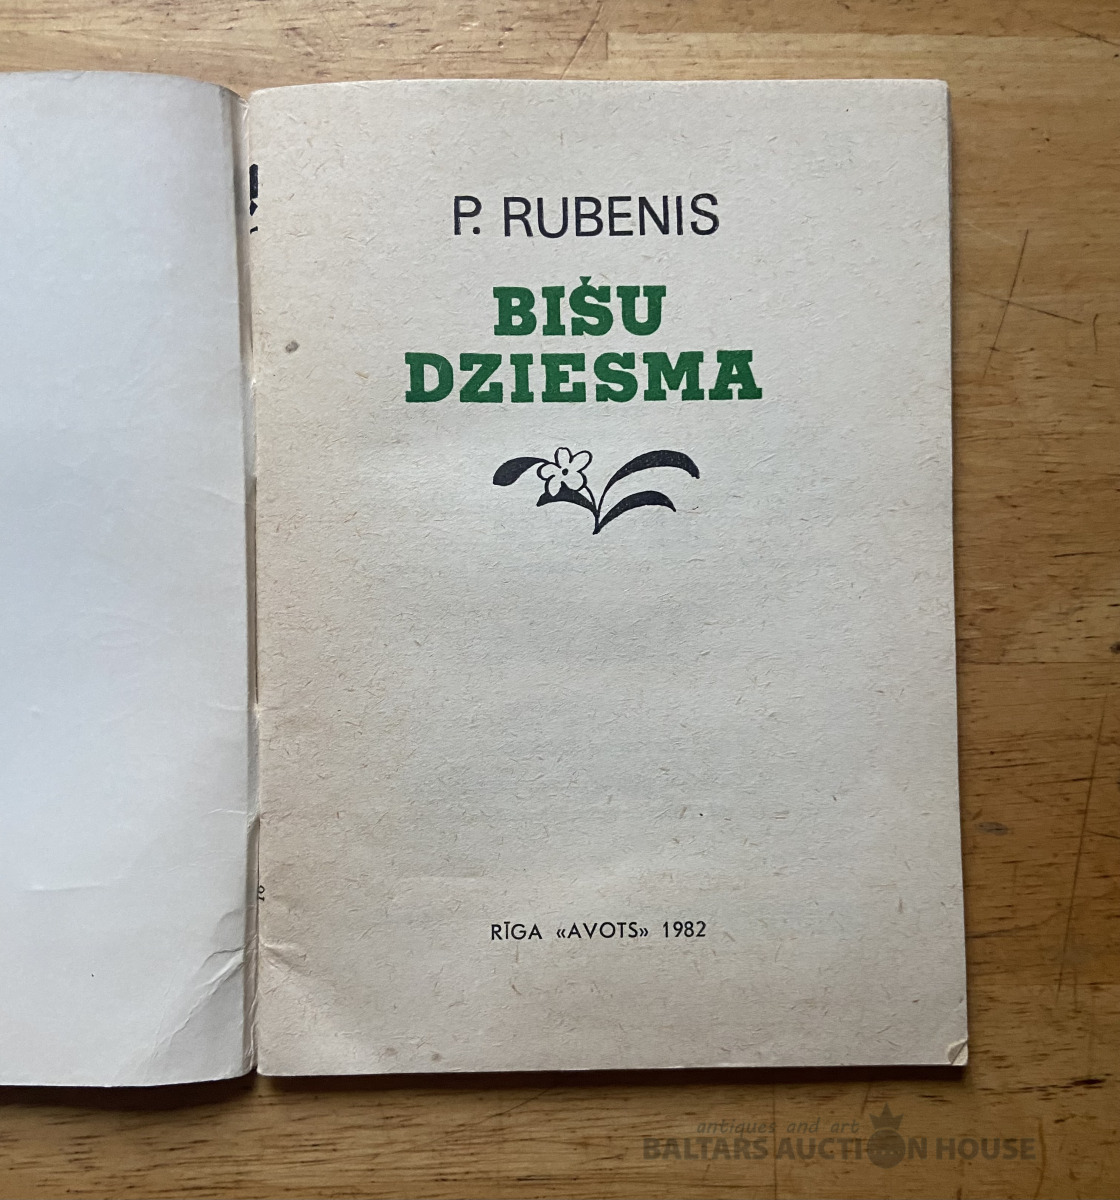 P. RUBENIS
BIŠU
DZIESMA
RĪGA «AVOTS» 1982
antiques and art
BALTARS AUCTION HOUSE